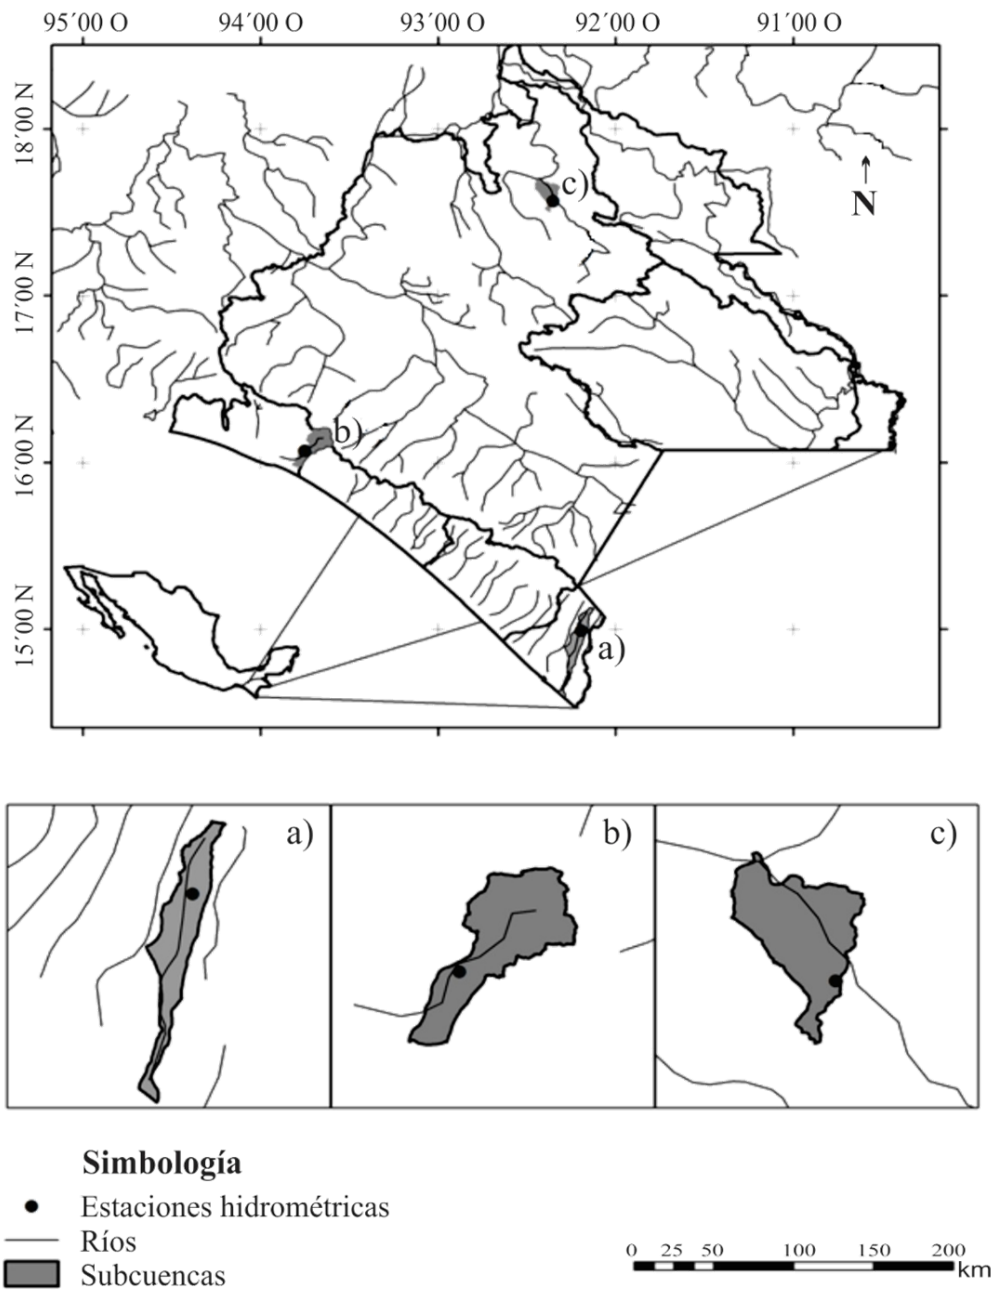 95´00 O 94´00 O 93´00 O 92´00 O 91´00 O
18´00 N
17´00 N
16´00 N
15´00 N
N
c)
b)
a)
a) b) c)
Simbología
Estaciones hidrométricas
Ríos
Subcuencas
0 25 50 100 150 200
km